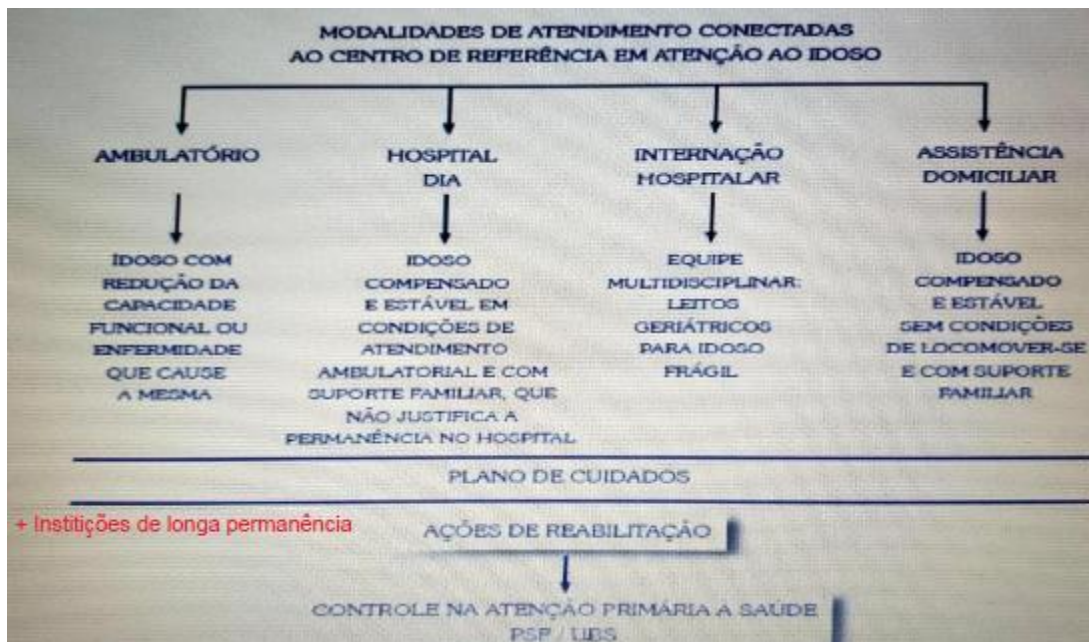 MODALIDADES DE ATENDIMENTO CONECTADAS
AO CENTRO DE REFERÊNCIA EM ATENÇÃO AO IDOSO
AMBULATÓRIO
IDOSO COM
REDUÇÃO DA
CAPACIDADE
FUNCIONAL OU
ENFERMIDADE
QUE CAUSE
A MESMA
HOSPITAL
DIA
IDOSO
COMPENSADO
E ESTÁVEL EM
CONDIÇÕES DE
ATENDIMENTO
AMBULATORIAL E COM
SUPORTE FAMILIAR, QUE
NÃO JUSTIFICA A
PERMANÊNCIA NO HOSPITAL
INTERNAÇÃO
HOSPITALAR
EQUIPE
MULTIDISCIPLINAR:
LEITOS
GERIÁTRICOS
PARA IDOSO
FRÁGIL
ASSISTÊNCIA
DOMICILIAR
IDOSO
COMPENSADO
E ESTÁVEL
SEM CONDIÇÕES
DE LOCOMOVER-SE
E COM SUPORTE
FAMILIAR
PLANO DE CUIDADOS
+ Instições de longa permanência
AÇÕES DE REABILITAÇÃO
CONTROLE NA ATENÇÃO PRIMÁRIA A SAÚDE
PSF / UBS